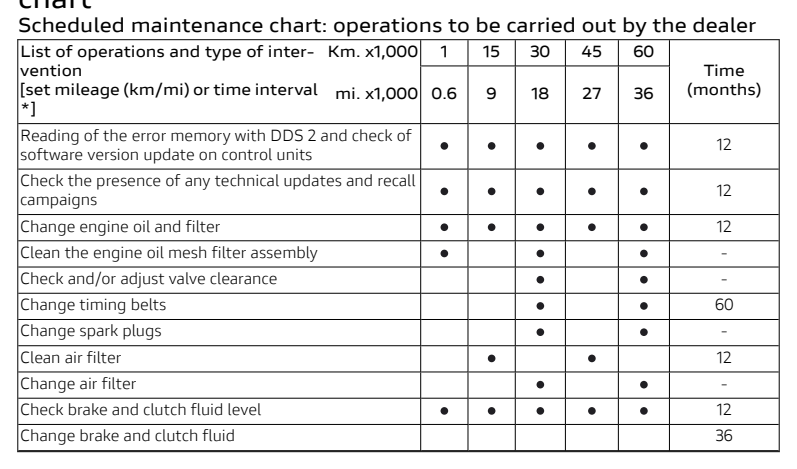 chart
Scheduled maintenance chart: operations to be carried out by the dealer
List of operations and type of inter- Km. x1,000 1 15 30 45 60 Time
vention
[set mileage (km/mi) or time interval mi. x1,000 0.6 9 18 27 36 (months)
*]
Reading of the error memory with DDS 2 and check of
software version update on control units ● ● ● ● ● 12
Check the presence of any technical updates and recall
campaigns ● ● ● ● ● 12
Change engine oil and filter ● ● ● ● ● 12
Clean the engine oil mesh filter assembly ● ● ● -
Check and/or adjust valve clearance ● ● -
Change timing belts ● ● 60
Change spark plugs ● ● -
Clean air filter ● ● 12
Change air filter ● ● -
Check brake and clutch fluid level ● ● ● ● ● 12
Change brake and clutch fluid 36